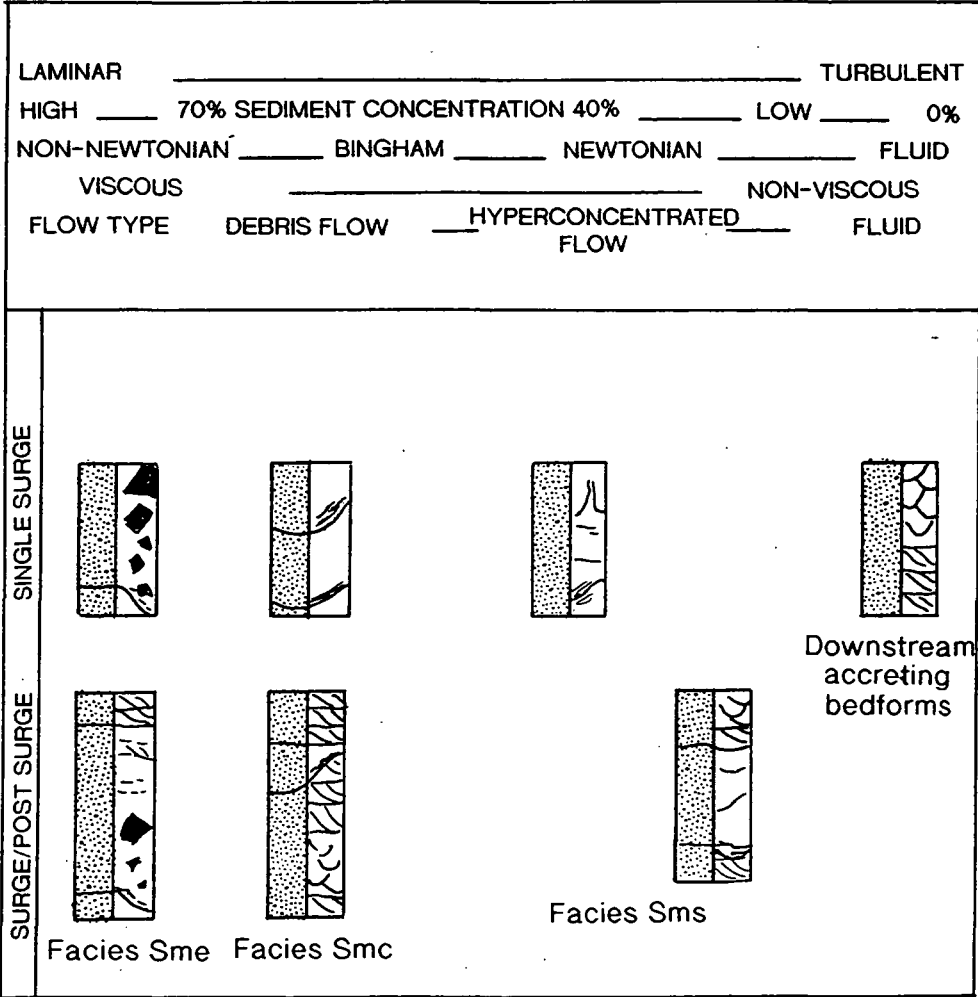 LAMINAR TURBULENT
HIGH 70% SEDIMENT CONCENTRATION 40% LOW 0%
NON-NEWTONIAN BINGHAM NEWTONIAN FLUID
VISCOUS NON-VISCOUS
FLOW TYPE DEBRIS FLOW HYPERCONCENTRATED FLOW FLUID
SINGLE SURGE
Downstream
accreting
bedforms
SURGE/POST SURGE
Facies Sme Facies Smc Facies Sms